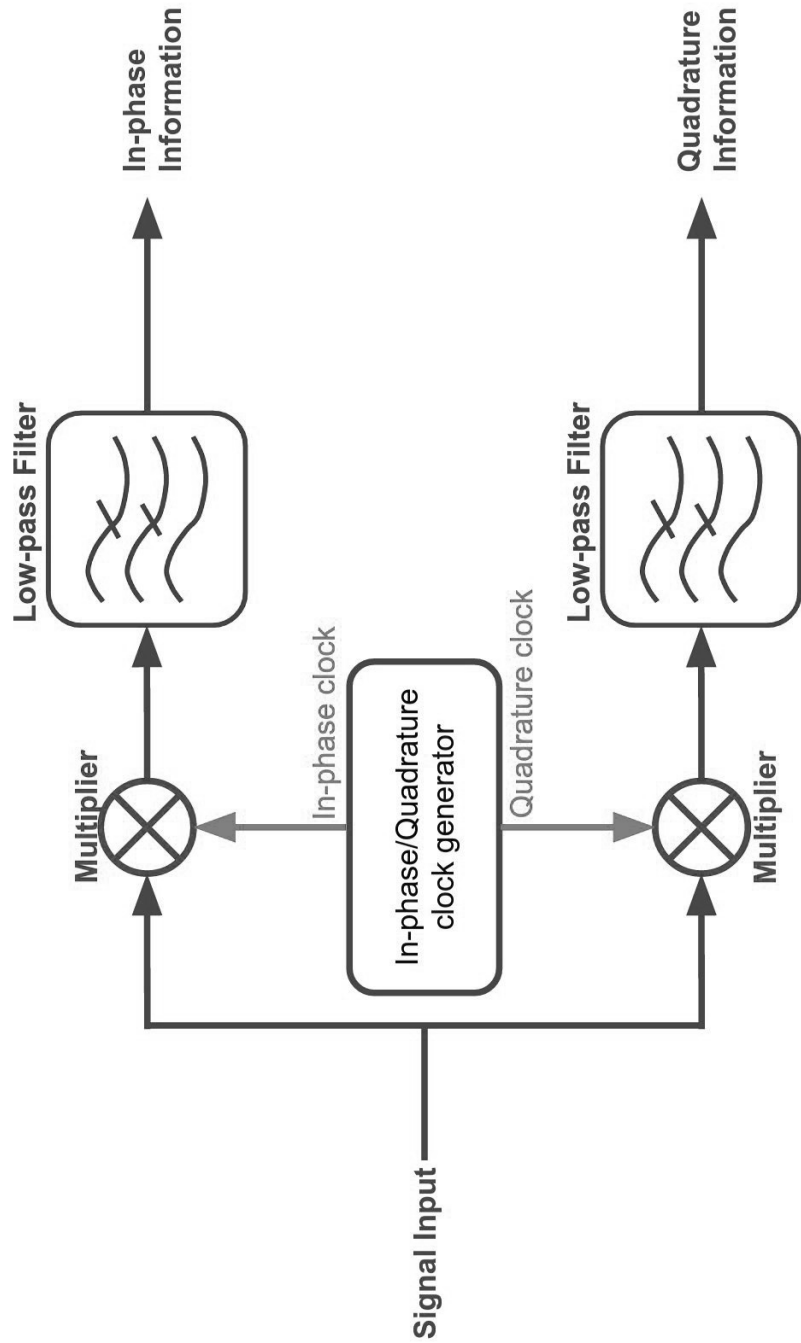 Signal Input
Multiplier
Low-pass Filter
In-phase
Information
In-phase clock
In-phase/Quadrature
clock generator
Quadrature clock
Multiplier
Low-pass Filter
Quadrature
Information